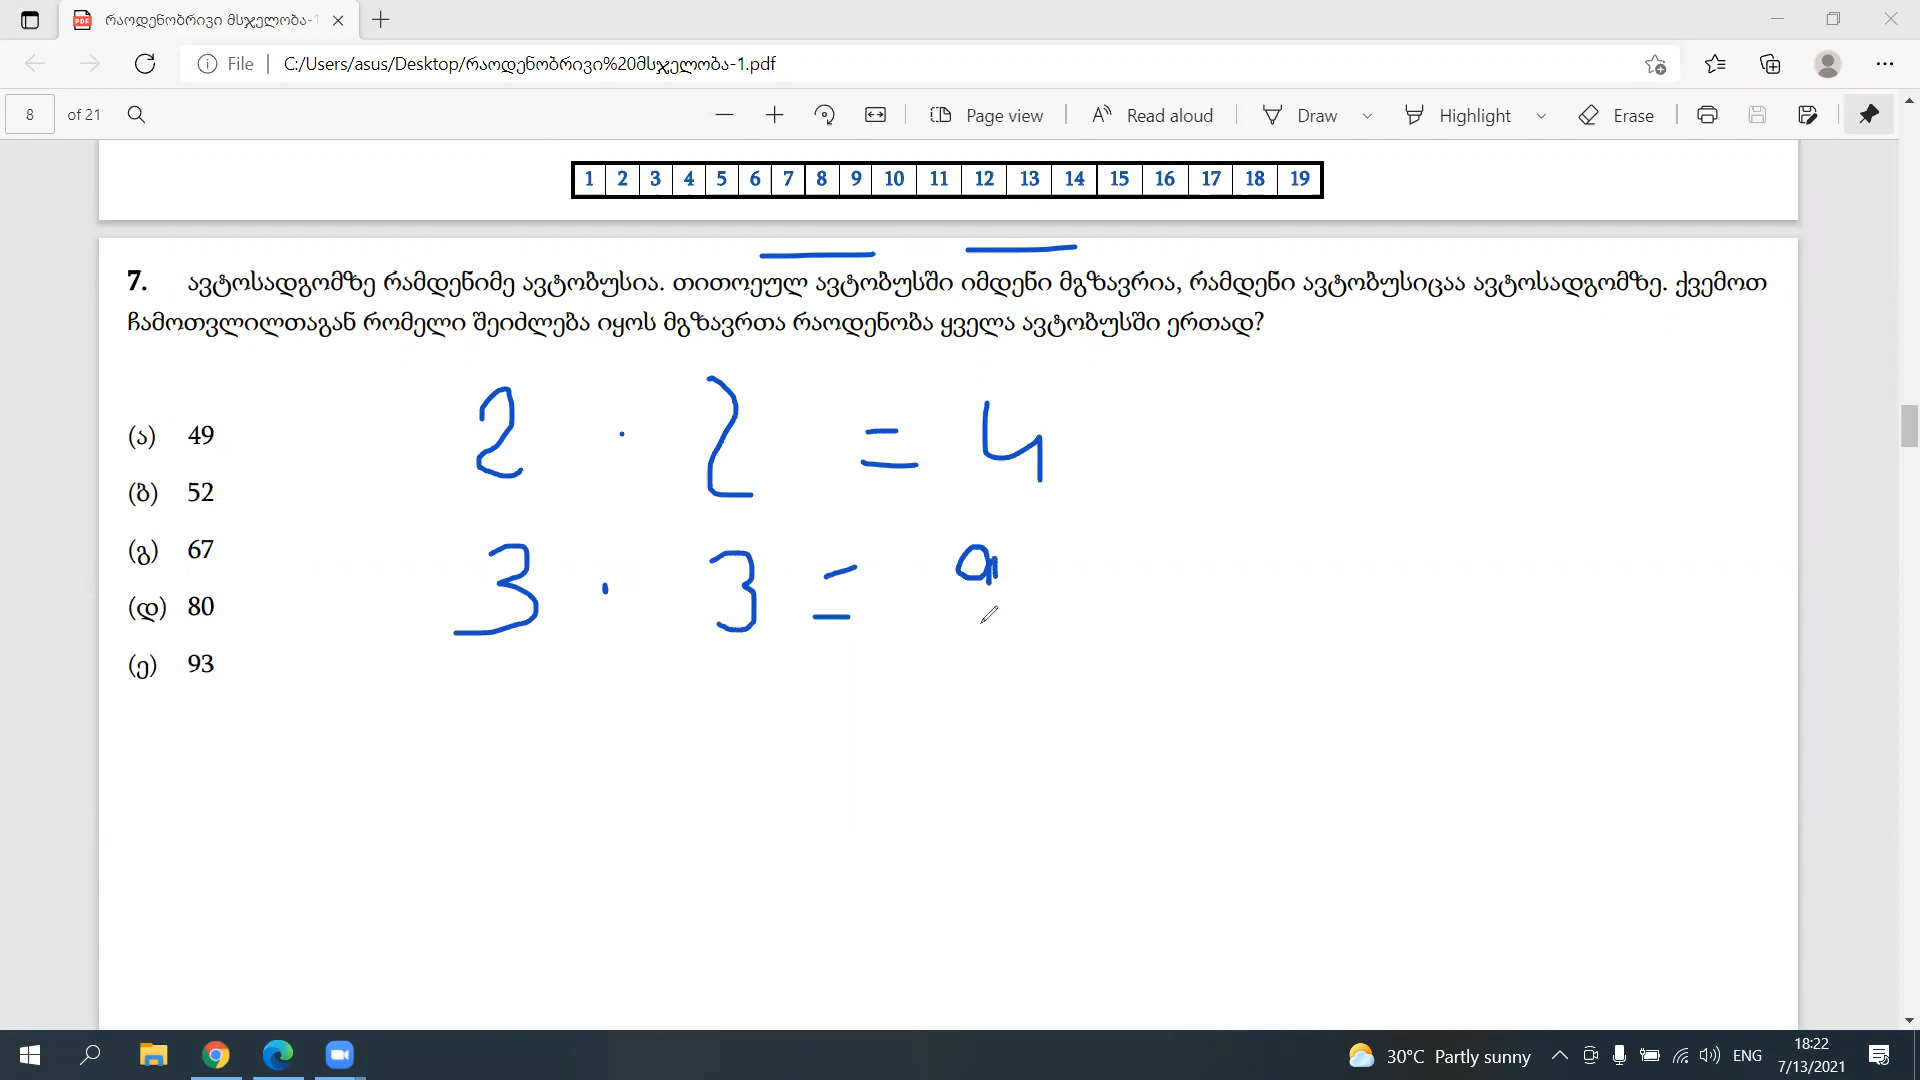 რაოდენობრივი მსჯელობა-1
File C:/Users/asus/Desktop/რაოდენობრივი%20მსჯელობა-1.pdf
8 of 21 Page view Read aloud Draw Highlight Erase
1 2 3 4 5 6 7 8 9 10 11 12 13 14 15 16 17 18 19
7. ავტოსადგომზე რამდენიმე ავტობუსია. თითოეულ ავტობუსში იმდენი მგზავრია, რამდენი ავტობუსიცაა ავტოსადგომზე. ქვემოთ
ჩამოთვლილთაგან რომელი შეიძლება იყოს მგზავრთა რაოდენობა ყველა ავტობუსში ერთად?
2 · 2 = 4
(ა) 49
(ბ) 52
(გ) 67
3 · 3 = 9
(დ) 80
(ე) 93
30°C Partly sunny ENG
18:22
7/13/2021